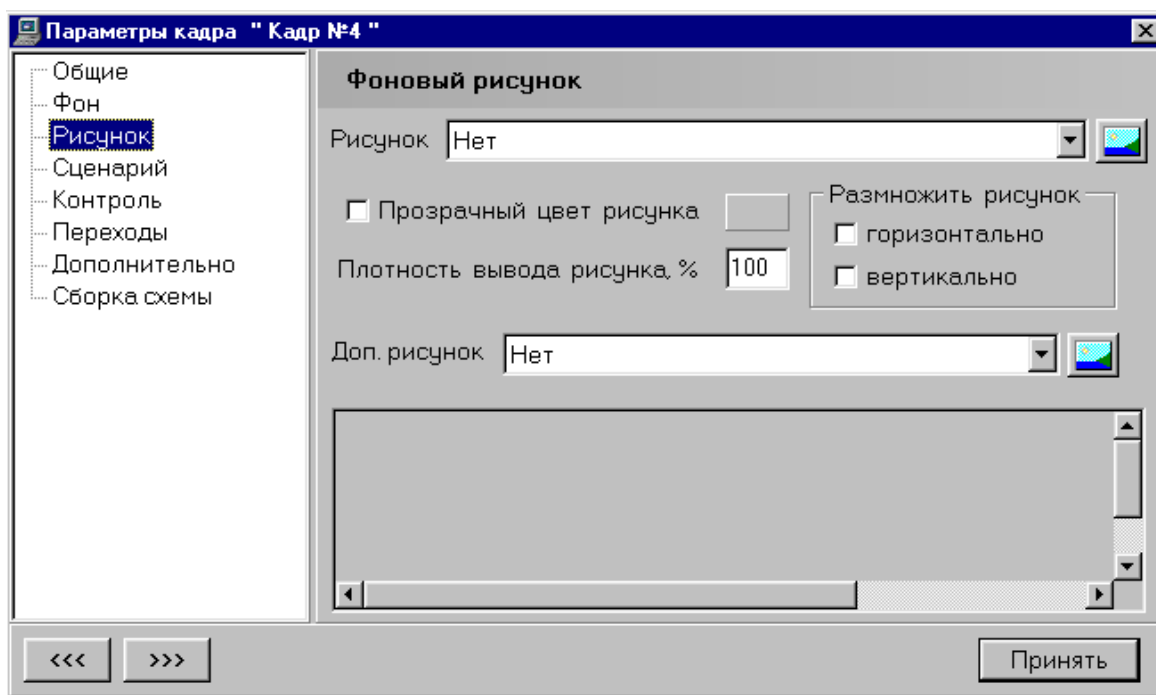 Параметры кадра " Кадр №4 "
Общие
Фон
Рисунок
Сценарий
Контроль
Переходы
Дополнительно
Сборка схемы
Фоновый рисунок
Рисунок Нет
Прозрачный цвет рисунка
Плотность вывода рисунка, % 100
Размножить рисунок
горизонтально
вертикально
Доп. рисунок Нет
<<< >>> Принять